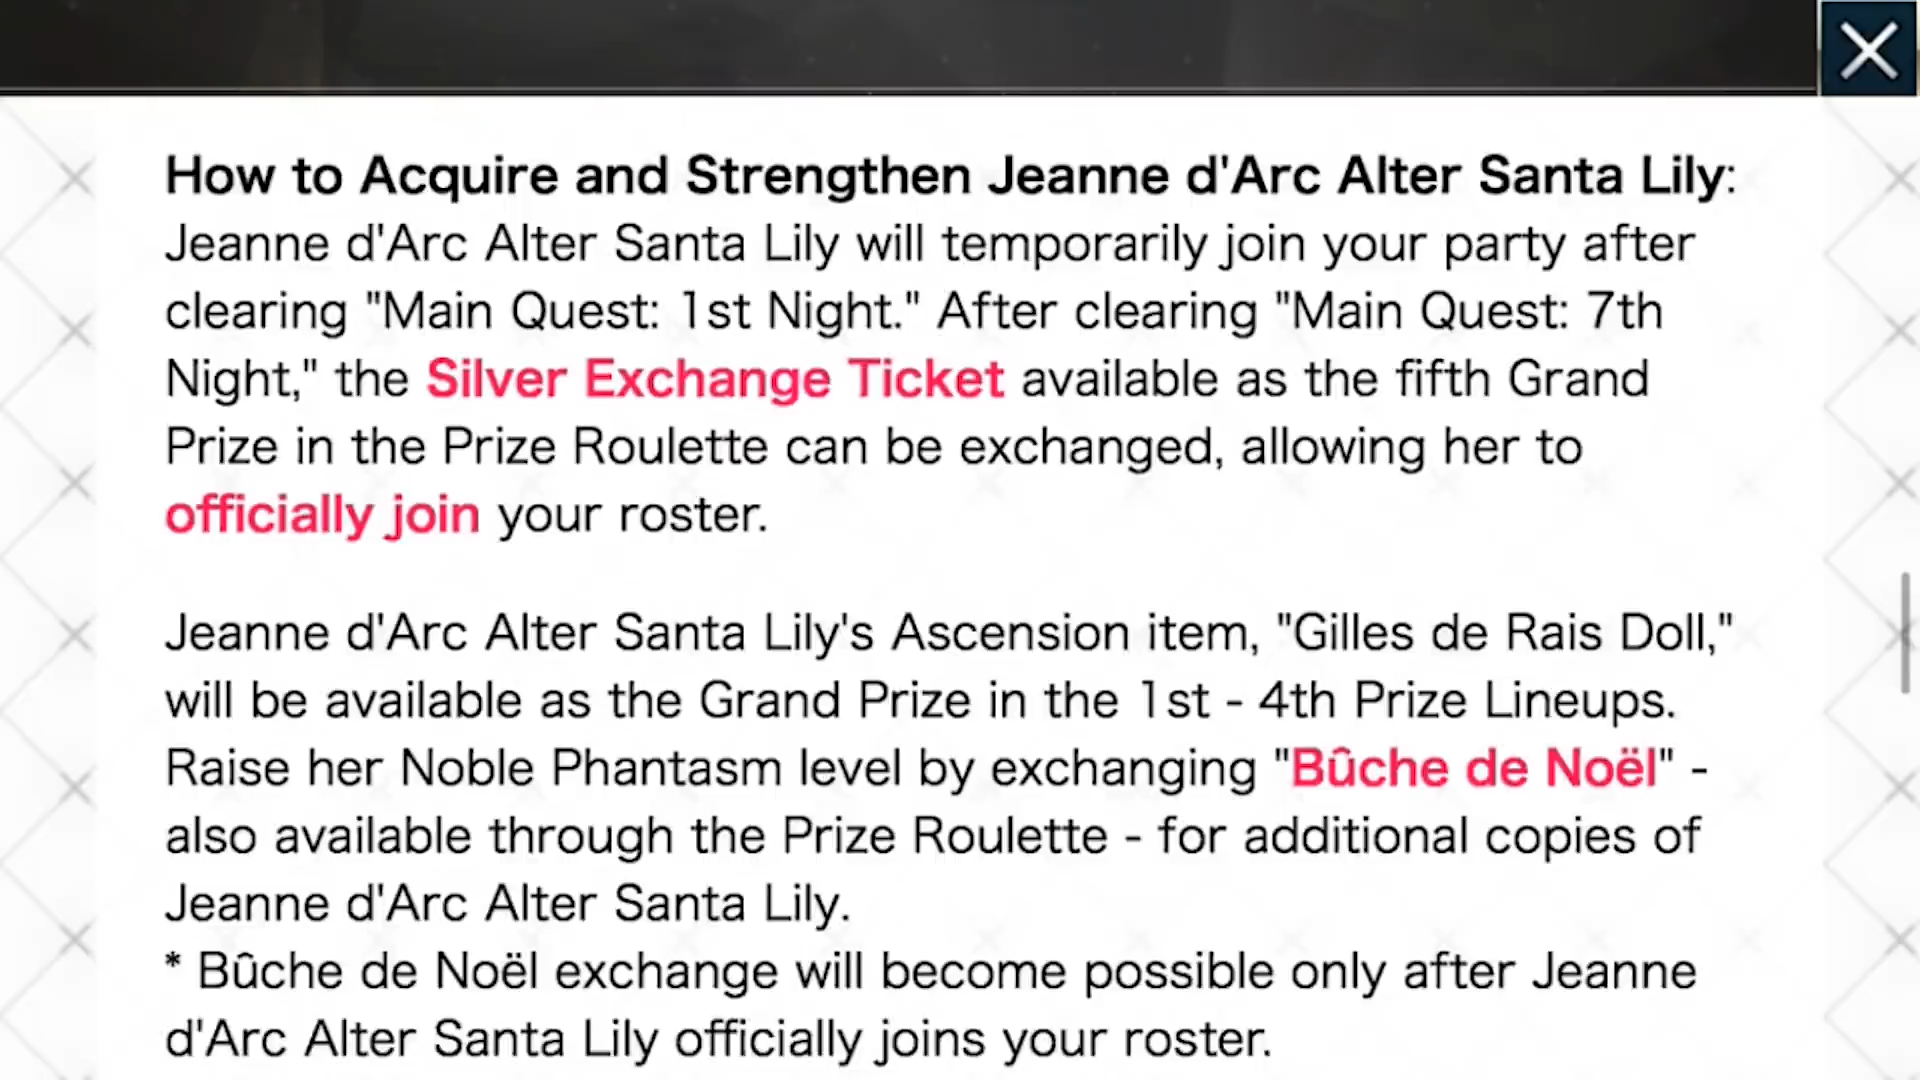 How to Acquire and Strengthen Jeanne d'Arc Alter Santa Lily:
Jeanne d'Arc Alter Santa Lily will temporarily join your party after
clearing "Main Quest: 1st Night." After clearing "Main Quest: 7th
Night," the Silver Exchange Ticket available as the fifth Grand
Prize in the Prize Roulette can be exchanged, allowing her to
officially join your roster.
Jeanne d'Arc Alter Santa Lily's Ascension item, "Gilles de Rais Doll,"
will be available as the Grand Prize in the 1st - 4th Prize Lineups.
Raise her Noble Phantasm level by exchanging "Bûche de Noël" -
also available through the Prize Roulette - for additional copies of
Jeanne d'Arc Alter Santa Lily.
* Bûche de Noël exchange will become possible only after Jeanne
d'Arc Alter Santa Lily officially joins your roster.